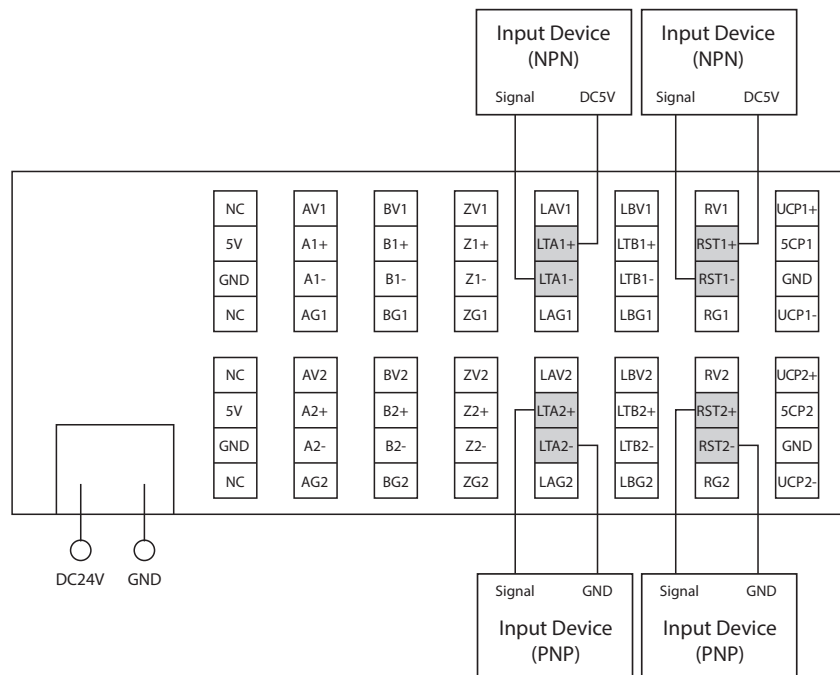 Input Device
(NPN)
Signal DC5V
Input Device
(NPN)
Signal DC5V
NC AV1 BV1 ZV1 LAV1 LBV1 RV1 UCP1+
5V A1+ B1+ Z1+ LTA1+ LTB1+ RST1+ 5CP1
GND A1- B1- Z1- LTA1- LTB1- RST1- GND
NC AG1 BG1 ZG1 LAG1 LBG1 RG1 UCP1-
NC AV2 BV2 ZV2 LAV2 LBV2 RV2 UCP2+
5V A2+ B2+ Z2+ LTA2+ LTB2+ RST2+ 5CP2
GND A2- B2- Z2- LTA2- LTB2- RST2- GND
NC AG2 BG2 ZG2 LAG2 LBG2 RG2 UCP2-
DC24V GND
Signal GND
Input Device
(PNP)
Signal GND
Input Device
(PNP)